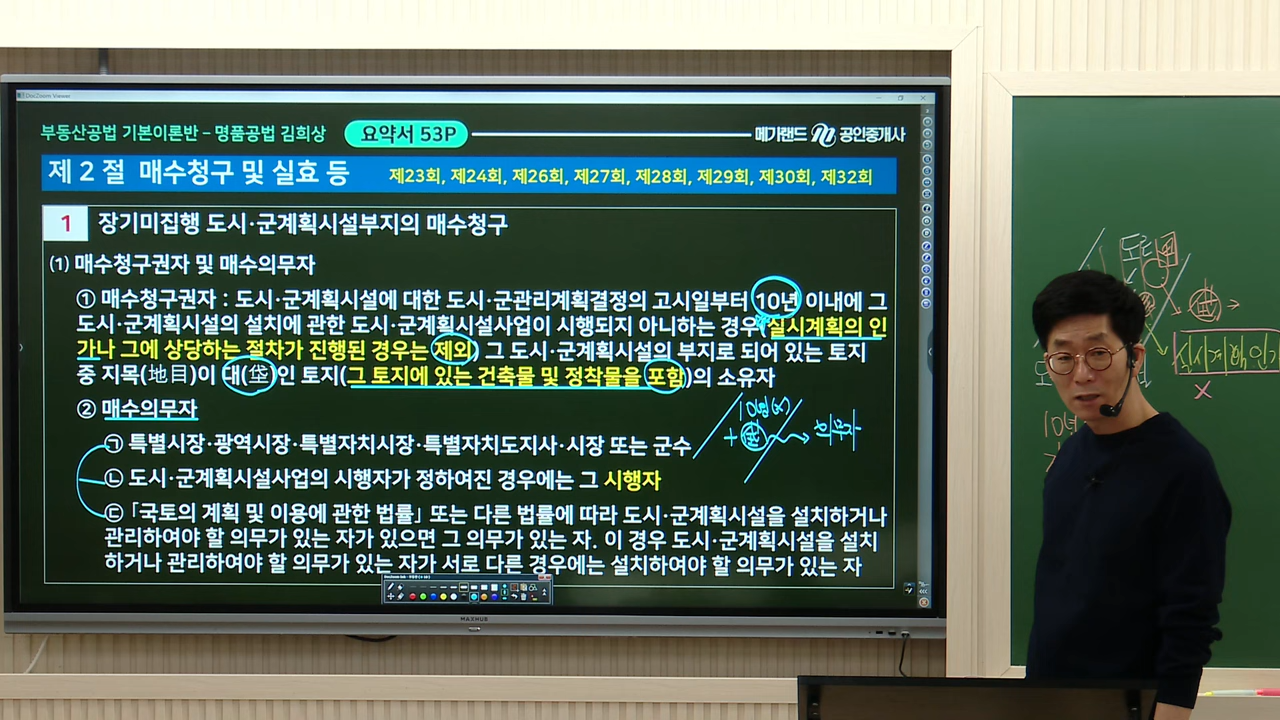 DocZoom Viewer
부동산공법 기본이론반 – 명품공법 김희상
요약서 53P
메가랜드 공인중개사
제 2 절 매수청구 및 실효 등
제23회, 제24회, 제26회, 제27회, 제28회, 제29회, 제30회, 제32회
1 장기미집행 도시·군계획시설부지의 매수청구
(1) 매수청구권자 및 매수의무자
① 매수청구권자 : 도시·군계획시설에 대한 도시·군관리계획결정의 고시일부터 10년 이내에 그
도시·군계획시설의 설치에 관한 도시·군계획시설사업이 시행되지 아니하는 경우(실시계획의 인
가나 그에 상당하는 절차가 진행된 경우는 제외) 그 도시·군계획시설의 부지로 되어 있는 토지
중 지목(地目)이 대(垈)인 토지(그 토지에 있는 건축물 및 정착물을 포함)의 소유자
② 매수의무자
㉠ 특별시장·광역시장·특별자치시장·특별자치도지사·시장 또는 군수
㉡ 도시·군계획시설사업의 시행자가 정하여진 경우에는 그 시행자
㉢ 「국토의 계획 및 이용에 관한 법률」 또는 다른 법률에 따라 도시·군계획시설을 설치하거나
관리하여야 할 의무가 있는 자가 있으면 그 의무가 있는 자. 이 경우 도시·군계획시설을 설치
하거나 관리하여야 할 의무가 있는 자가 서로 다른 경우에는 설치하여야 할 의무가 있는 자
10년(x)
의무자
MAXHUB
도로
실시계획인가
x
10년